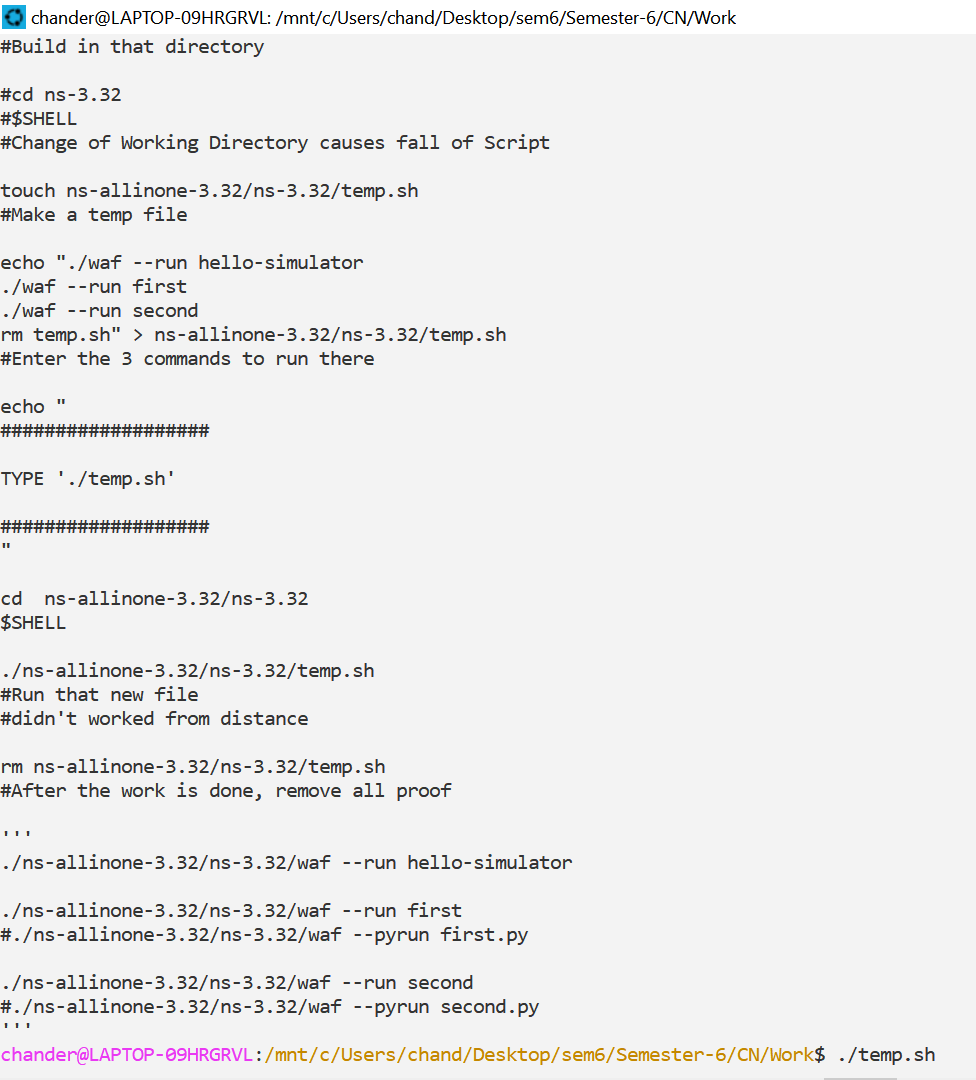 chander@LAPTOP-09HRGRVL: /mnt/c/Users/chand/Desktop/sem6/Semester-6/CN/Work
#Build in that directory
#cd ns-3.32
#$SHELL
#Change of Working Directory causes fall of Script
touch ns-allinone-3.32/ns-3.32/temp.sh
#Make a temp file
echo "./waf --run hello-simulator
./waf --run first
./waf --run second
rm temp.sh" > ns-allinone-3.32/ns-3.32/temp.sh
#Enter the 3 commands to run there
echo "
###################
TYPE './temp.sh'
###################
"
cd  ns-allinone-3.32/ns-3.32
$SHELL
./ns-allinone-3.32/ns-3.32/temp.sh
#Run that new file
#didn't worked from distance
rm ns-allinone-3.32/ns-3.32/temp.sh
#After the work is done, remove all proof
'''
./ns-allinone-3.32/ns-3.32/waf --run hello-simulator
./ns-allinone-3.32/ns-3.32/waf --run first
#./ns-allinone-3.32/ns-3.32/waf --pyrun first.py
./ns-allinone-3.32/ns-3.32/waf --run second
#./ns-allinone-3.32/ns-3.32/waf --pyrun second.py
'''
chander@LAPTOP-09HRGRVL:/mnt/c/Users/chand/Desktop/sem6/Semester-6/CN/Work$ ./temp.sh